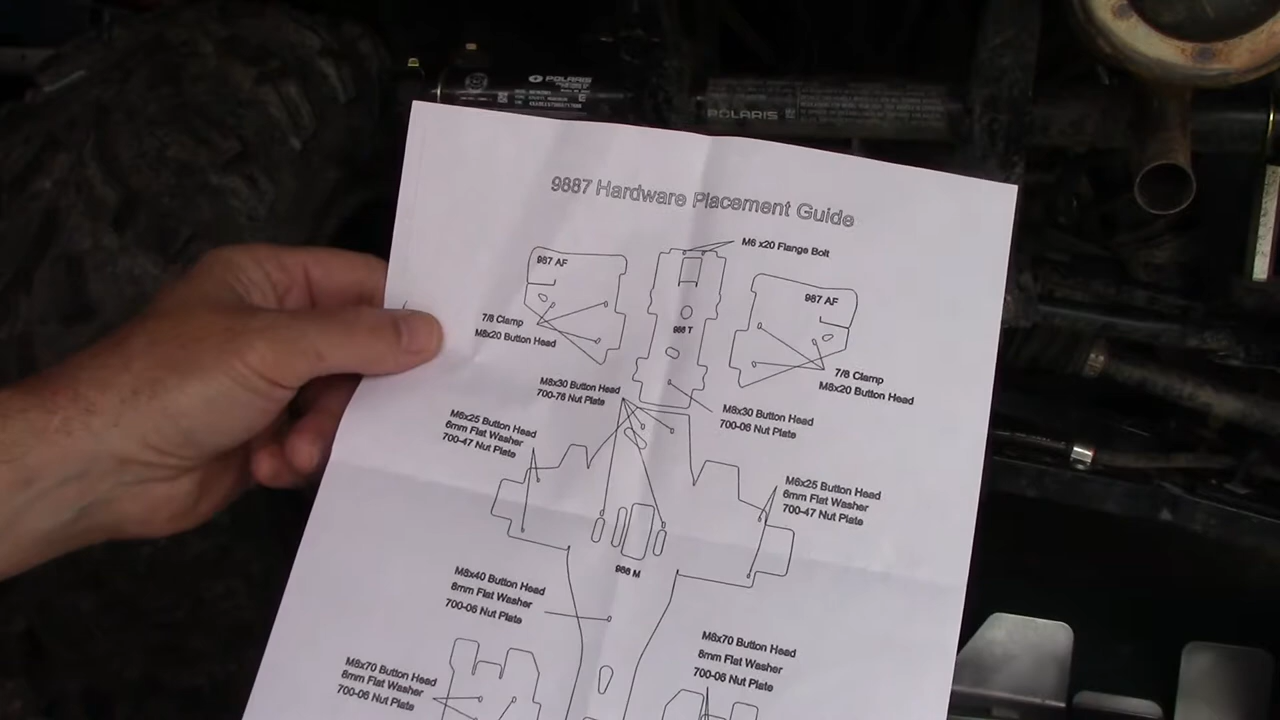 POLARIS
POLARIS
9887 Hardware Placement Guide
M6 x20 Flange Bolt
987 AF
987 AF
7/8 Clamp
M8x20 Button Head
988 T
7/8 Clamp
M8x20 Button Head
M8x30 Button Head
700-76 Nut Plate
M8x30 Button Head
700-06 Nut Plate
M6x25 Button Head
6mm Flat Washer
700-47 Nut Plate
M6x25 Button Head
6mm Flat Washer
700-47 Nut Plate
988 M
M8x40 Button Head
8mm Flat Washer
700-06 Nut Plate
M8x70 Button Head
8mm Flat Washer
700-06 Nut Plate
M8x70 Button Head
8mm Flat Washer
700-06 Nut Plate